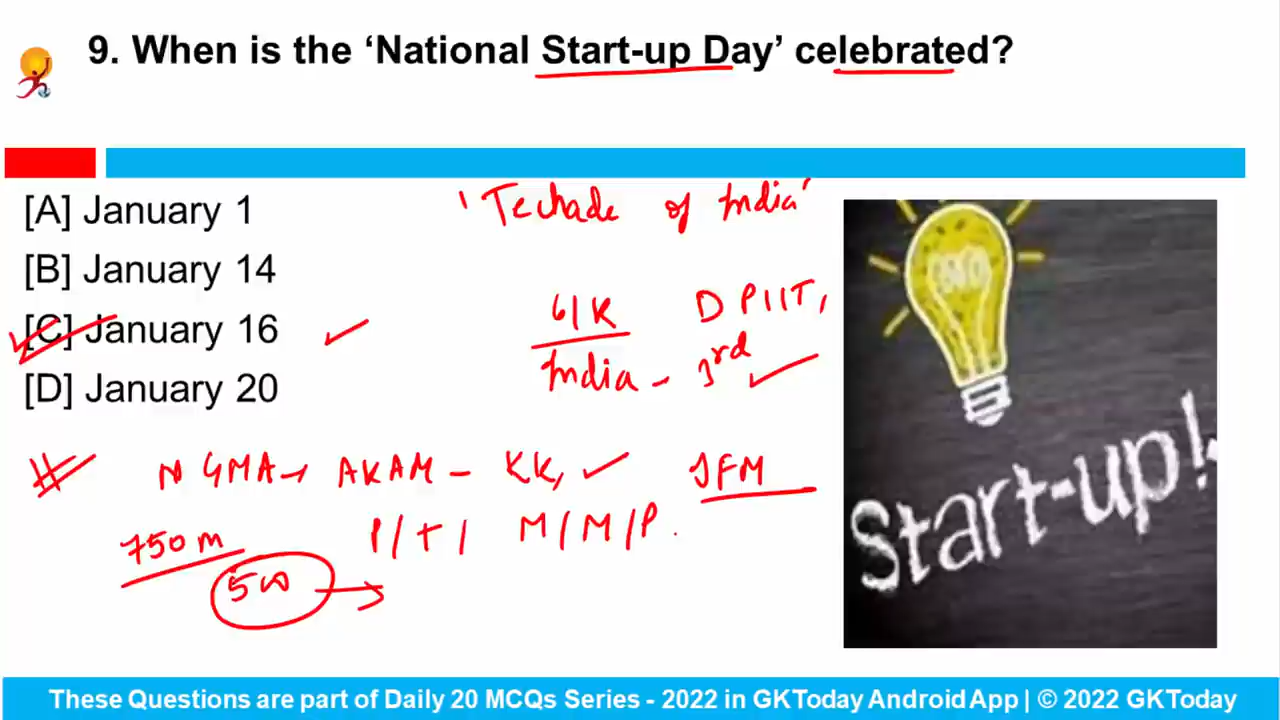 9. When is the ‘National Start-up Day’ celebrated?
[A] January 1
'Techade of India'
[B] January 14
61K DPIIT,
[C] January 16
India - 3rd
[D] January 20
NGMA → AKAM - KK, JFM
750 m P/T/ M/M/P.
500
Start-up!
These Questions are part of Daily 20 MCQs Series - 2022 in GKToday Android App | © 2022 GKToday